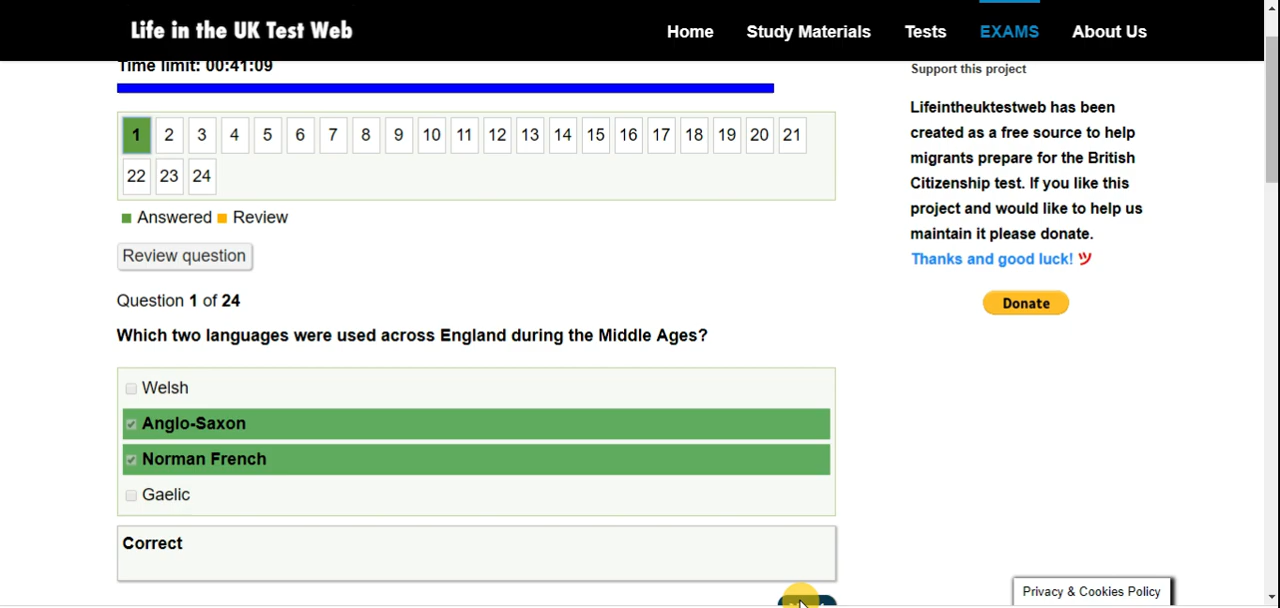 Life in the UK Test Web
Home Study Materials Tests EXAMS About Us
Time limit: 00:41:09
1 2 3 4 5 6 7 8 9 10 11 12 13 14 15 16 17 18 19 20 21
22 23 24
Answered Review
Review question
Question 1 of 24
Which two languages were used across England during the Middle Ages?
Welsh
Anglo-Saxon
Norman French
Gaelic
Correct
Support this project
Lifeintheuktestweb has been
created as a free source to help
migrants prepare for the British
Citizenship test. If you like this
project and would like to help us
maintain it please donate.
Thanks and good luck! ツ
Donate
Privacy & Cookies Policy